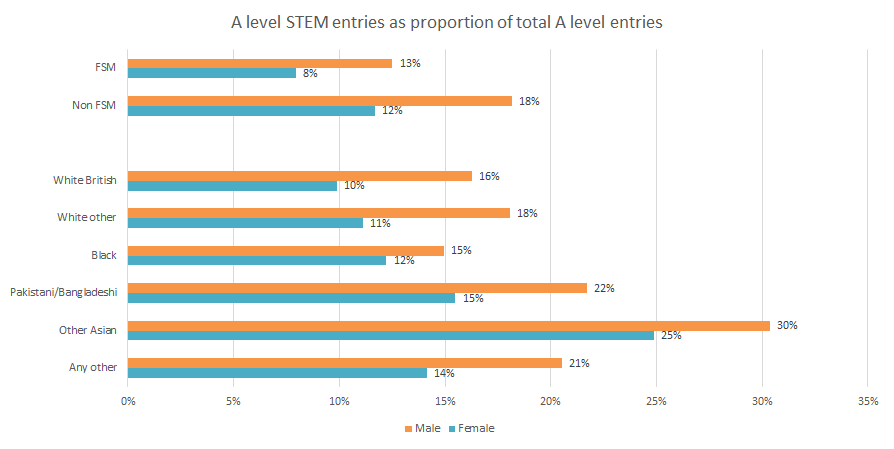 A level STEM entries as proportion of total A level entries
FSM
13%
8%
Non FSM
18%
12%
White British
16%
10%
White other
18%
11%
Black
15%
12%
Pakistani/Bangladeshi
22%
15%
Other Asian
30%
25%
Any other
21%
14%
0% 5% 10% 15% 20% 25% 30% 35%
Male Female